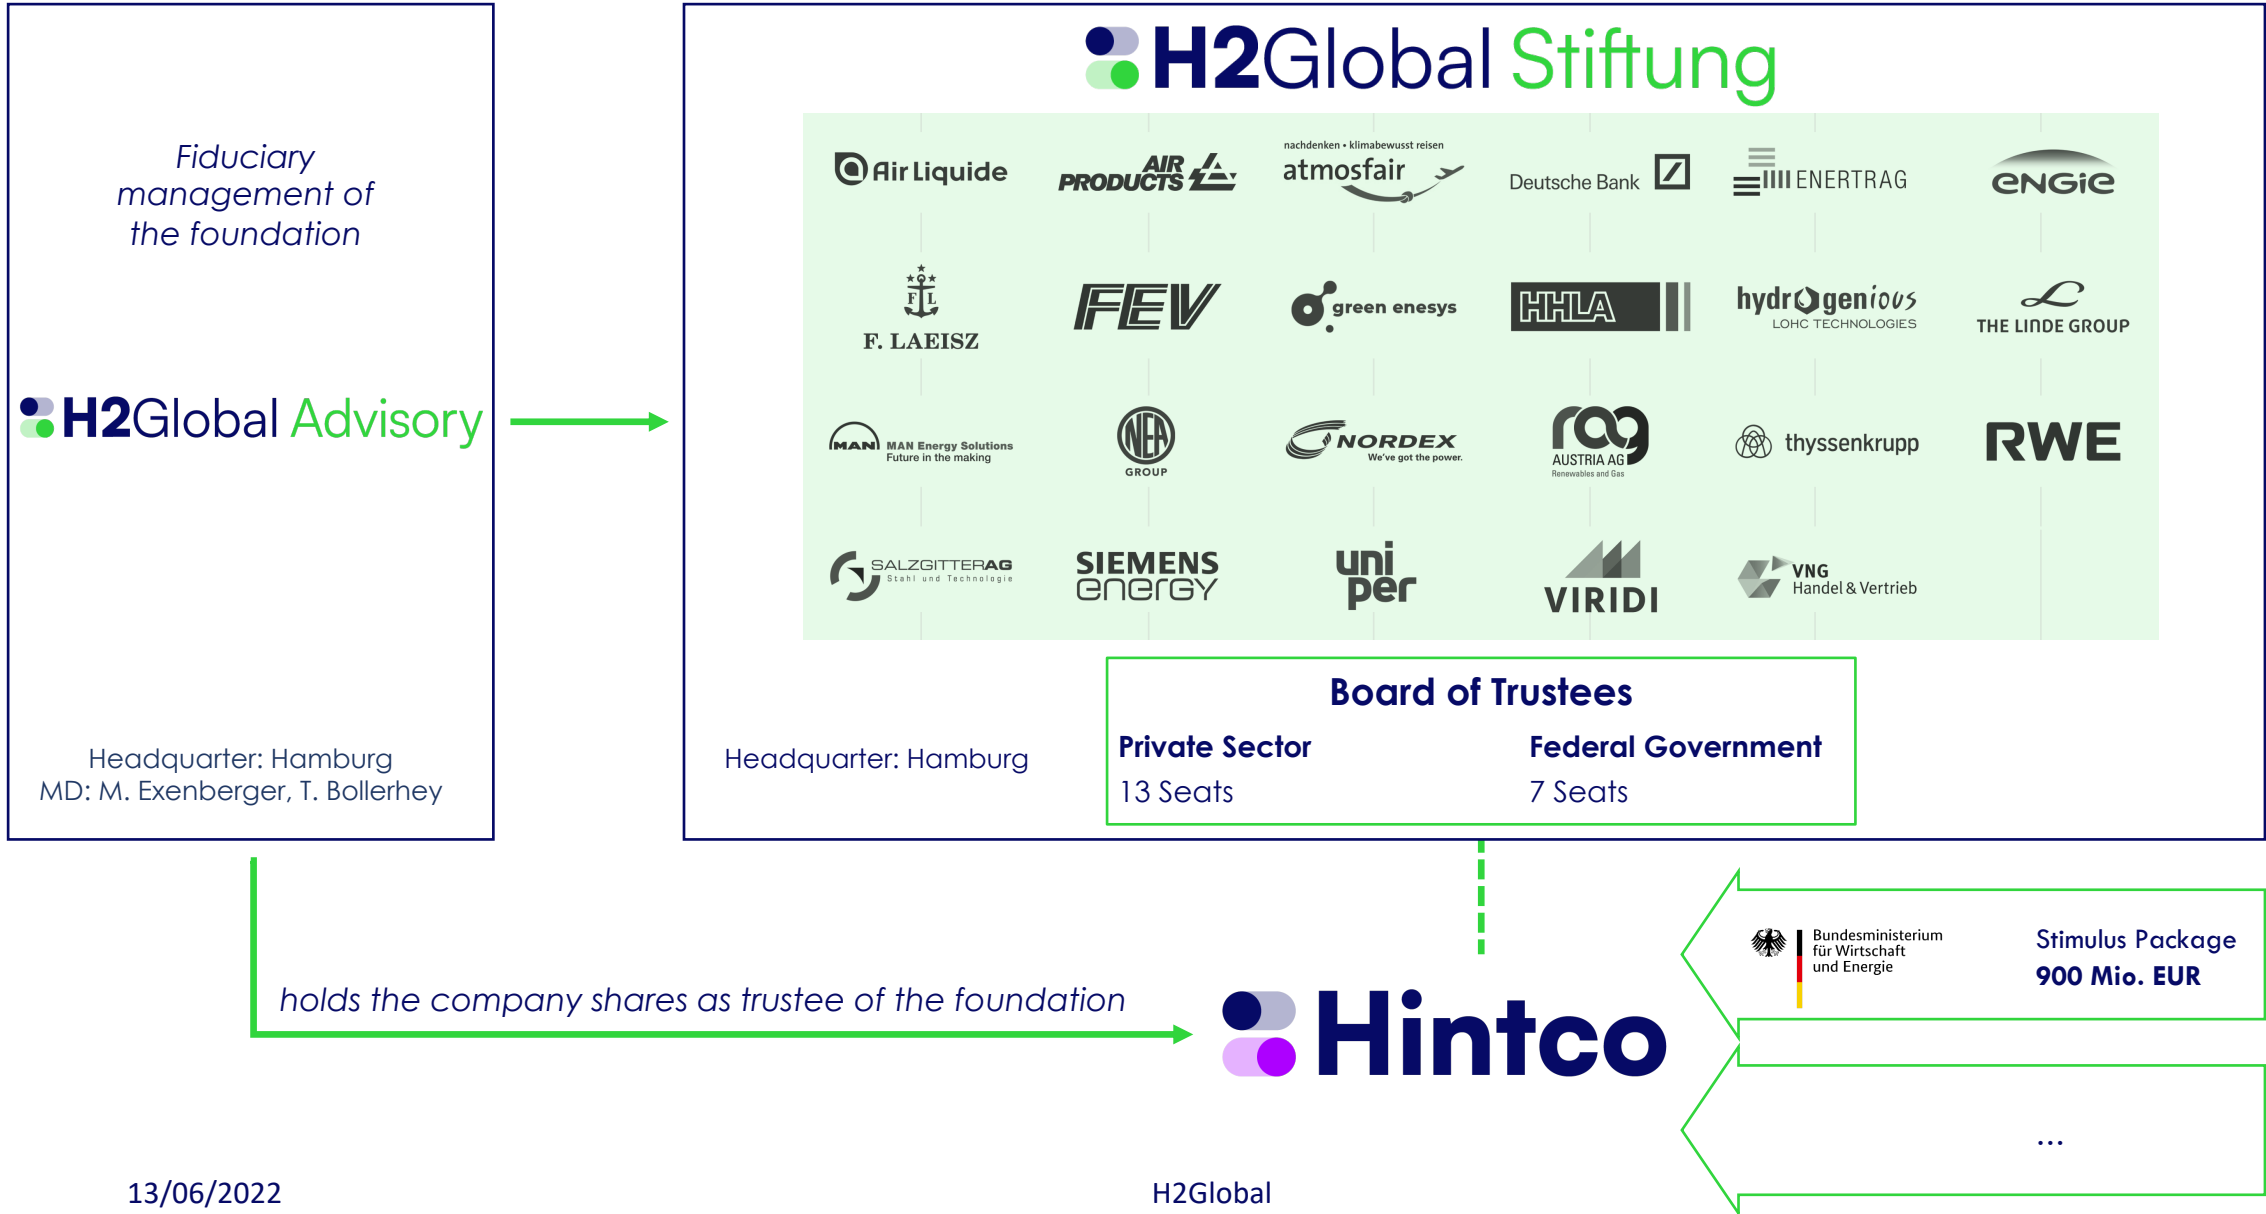 Fiduciary
management of
the foundation
H2Global Advisory
Headquarter: Hamburg
MD: M. Exenberger, T. Bollerhey
H2Global Stiftung
Air Liquide
AIR
PRODUCTS
nachdenken • klimabewusst reisen
atmosfair
Deutsche Bank
ENERTRAG
ENGIE
F L
F. LAEISZ
FEV
green enesys
HHLA
hydrogenious
LOHC TECHNOLOGIES
THE LINDE GROUP
MAN MAN Energy Solutions
Future in the making
NEA
GROUP
NORDEX
We've got the power.
rag
AUSTRIA AG
Renewables and Gas
thyssenkrupp
RWE
SALZGITTERAG
Stahl und Technologie
SIEMENS
energy
uni
per
VIRIDI
VNG
Handel & Vertrieb
Headquarter: Hamburg
Board of Trustees
Private Sector
13 Seats
Federal Government
7 Seats
holds the company shares as trustee of the foundation
Hintco
Bundesministerium
für Wirtschaft
und Energie
Stimulus Package
900 Mio. EUR
...
13/06/2022
H2Global